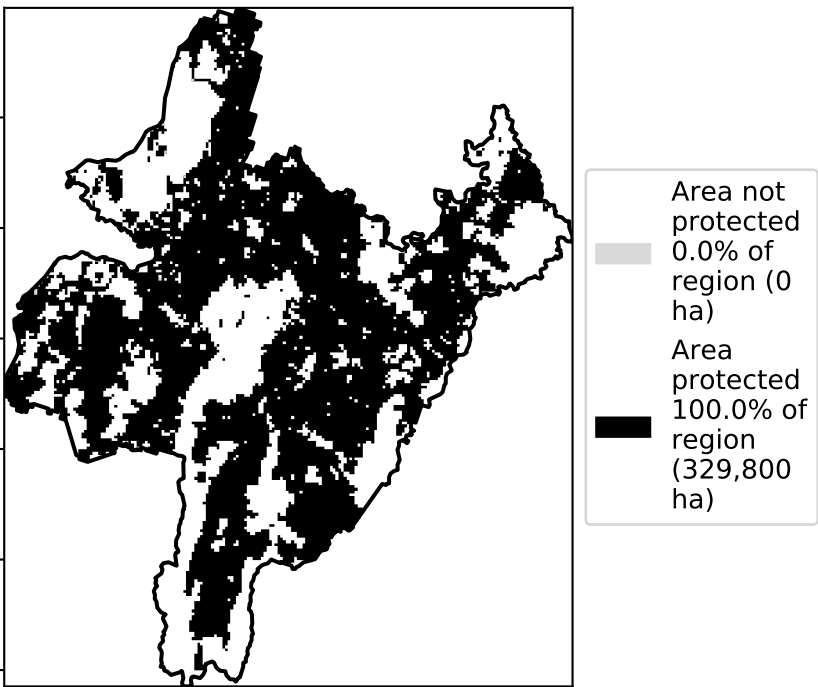 Area not
protected
0.0% of
region (0
ha)
Area
protected
100.0% of
region
(329,800
ha)